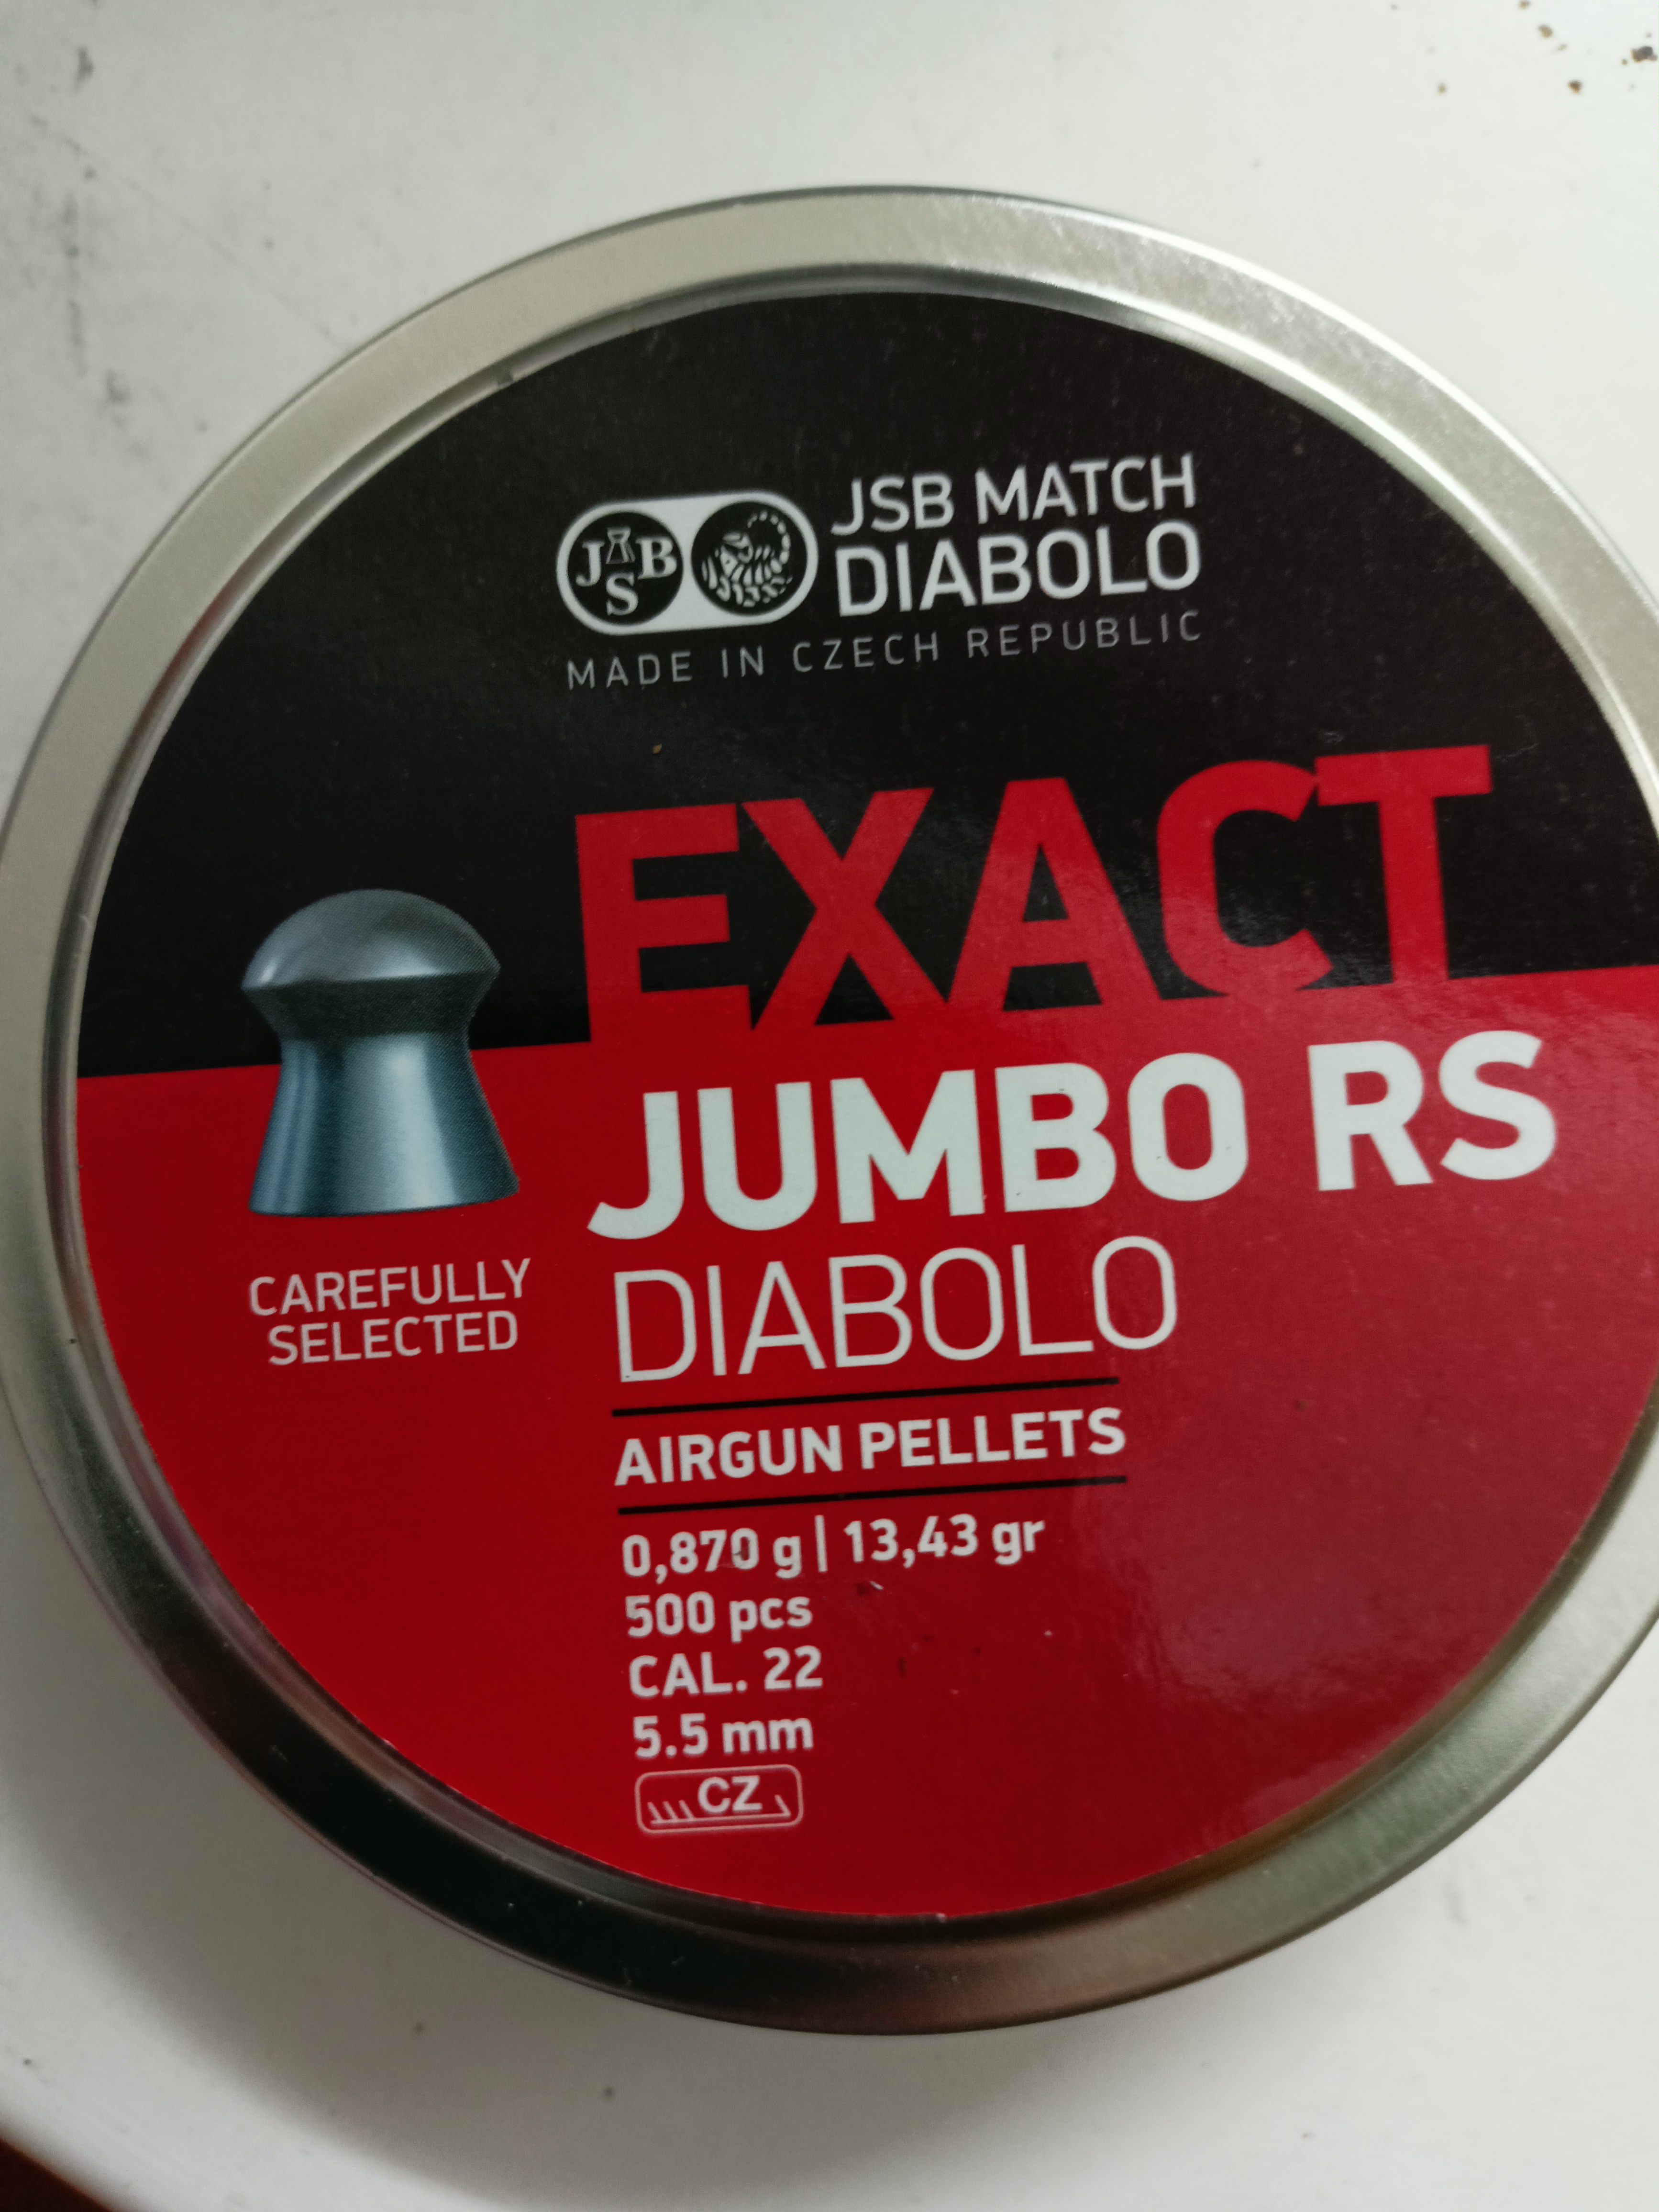 JSB
JSB MATCH
DIABOLO
MADE IN CZECH REPUBLIC
EXACT
JUMBO RS
DIABOLO
CAREFULLY
SELECTED
AIRGUN PELLETS
0,870 g | 13,43 gr
500 pcs
CAL. 22
5.5 mm
CZ